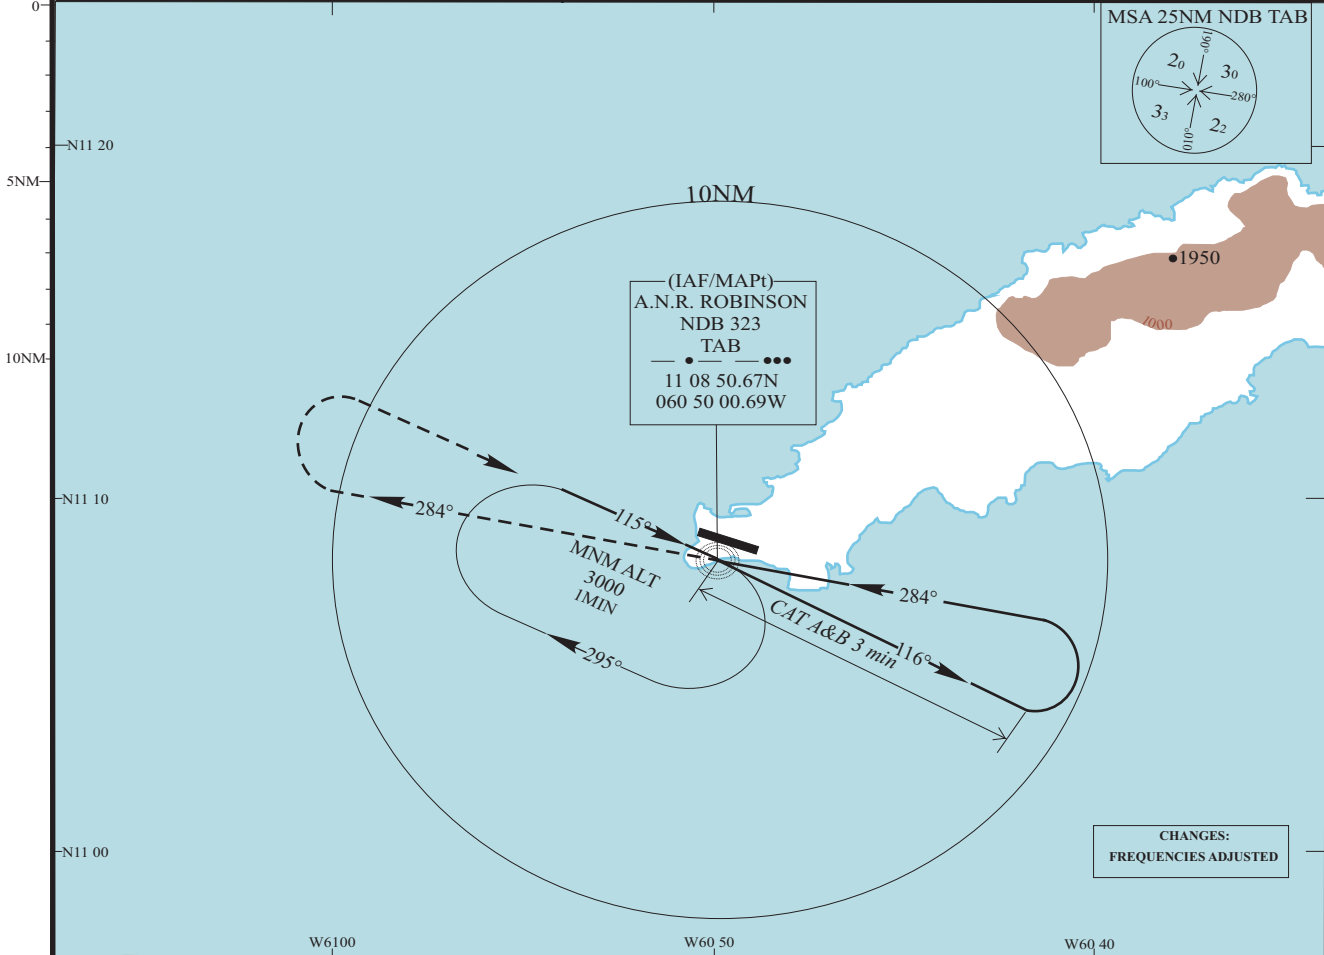 0
5NM
10NM
N11 20
N11 10
N11 00
W6100
W60 50
W60 40
MSA 25NM NDB TAB
190°
20
30
100°
280°
33
22
010°
10NM
1950
1000
(IAF/MAPt)
A.N.R. ROBINSON
NDB 323
TAB
11 08 50.67N
060 50 00.69W
284°
115°
MNM ALT
3000
1MIN
295°
284°
CAT A&B 3 min
116°
CHANGES:
FREQUENCIES ADJUSTED